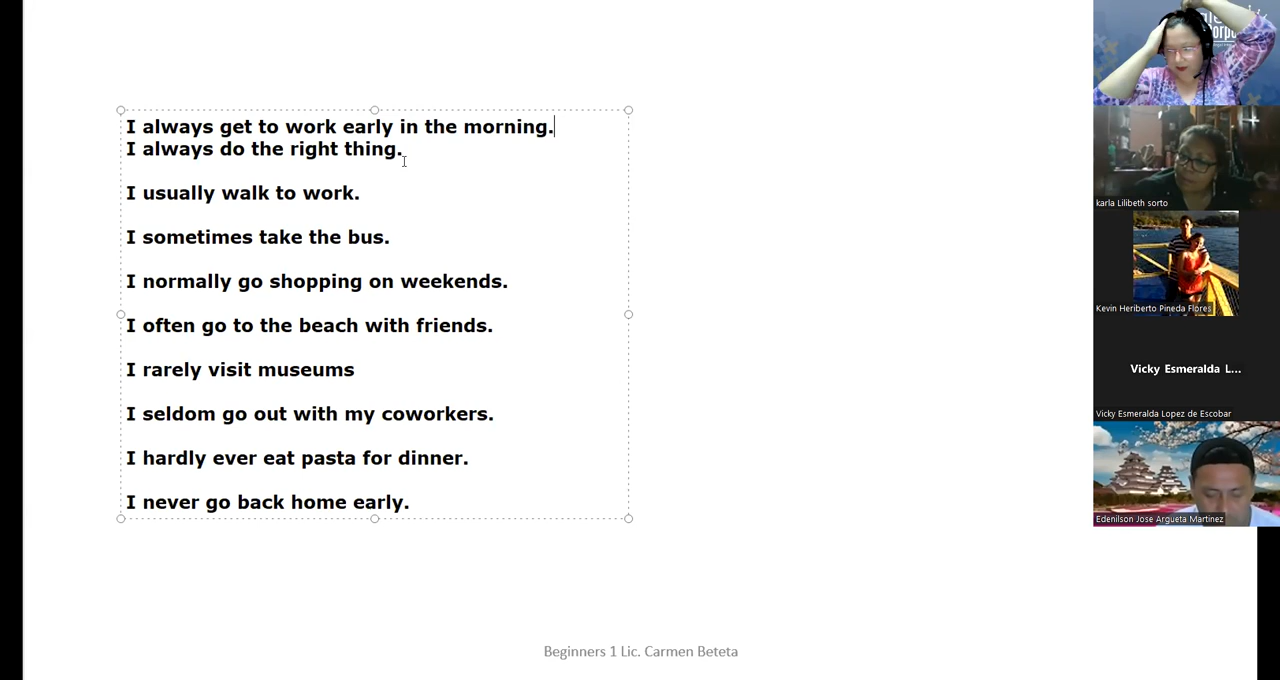 I always get to work early in the morning.
I always do the right thing.
I usually walk to work.
I sometimes take the bus.
I normally go shopping on weekends.
I often go to the beach with friends.
I rarely visit museums
I seldom go out with my coworkers.
I hardly ever eat pasta for dinner.
I never go back home early.
Beginners 1 Lic. Carmen Beteta
karla Lilibeth sorto
Kevin Heriberto Pineda Flores
Vicky Esmeralda L...
Vicky Esmeralda Lopez de Escobar
Edenilson Jose Argueta Martinez